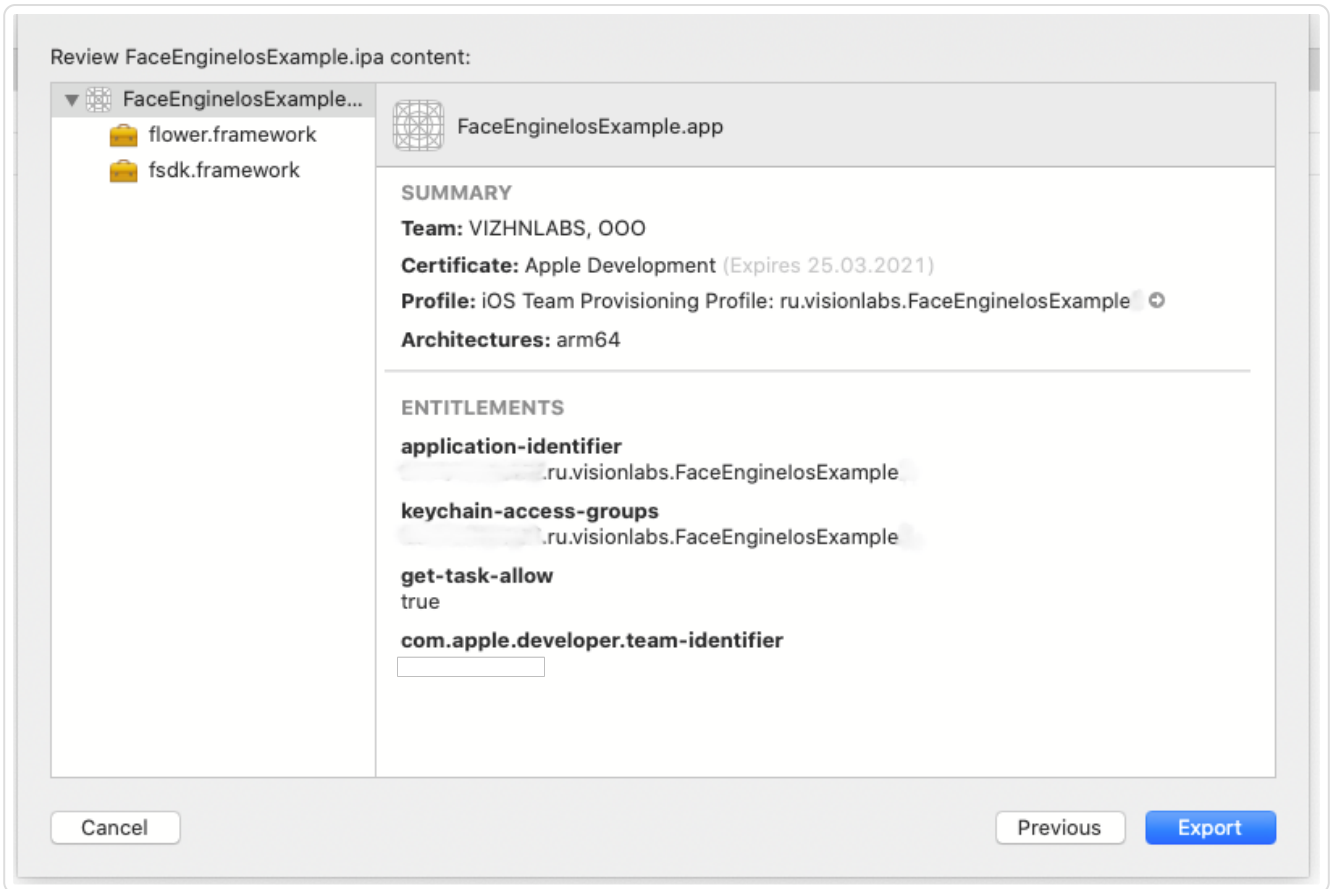 Review FaceEngineIosExample.ipa content:
FaceEngineIosExample...
flower.framework
fsdk.framework
FaceEngineIosExample.app
SUMMARY
Team: VIZHNLABS, OOO
Certificate: Apple Development (Expires 25.03.2021)
Profile: iOS Team Provisioning Profile: ru.visionlabs.FaceEngineIosExample
Architectures: arm64
ENTITLEMENTS
application-identifier
.ru.visionlabs.FaceEngineIosExample
keychain-access-groups
.ru.visionlabs.FaceEngineIosExample
get-task-allow
true
com.apple.developer.team-identifier
Cancel
Previous
Export